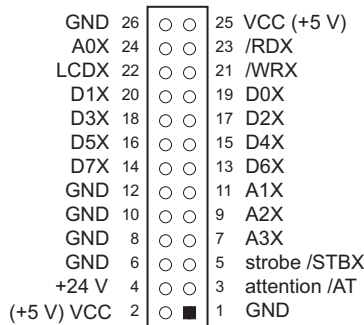 GND 26 25 VCC (+5 V)
A0X 24 23 /RDX
LCDX 22 21 /WRX
D1X 20 19 D0X
D3X 18 17 D2X
D5X 16 15 D4X
D7X 14 13 D6X
GND 12 11 A1X
GND 10 9 A2X
GND 8 7 A3X
GND 6 5 strobe /STBX
+24 V 4 3 attention /AT
(+5 V) VCC 2 1 GND